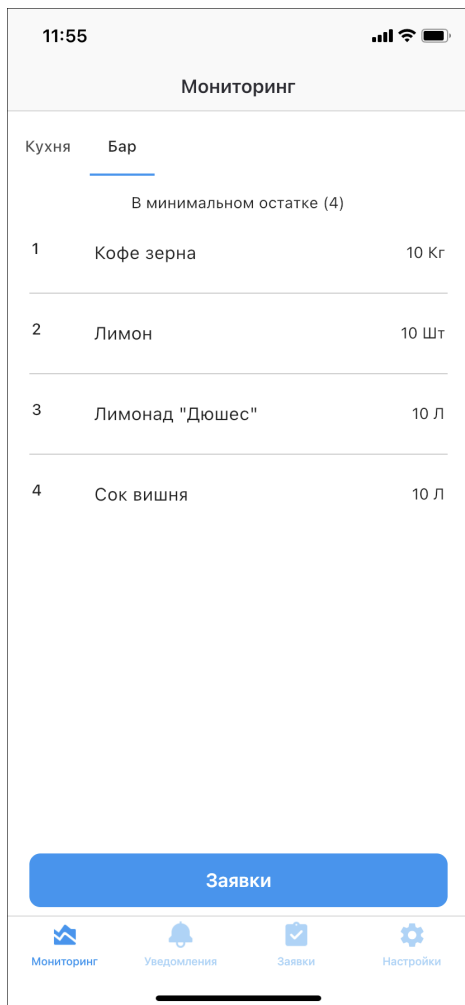 11:55
Мониторинг
Кухня Бар
В минимальном остатке (4)
1 Кофе зерна 10 Кг
2 Лимон 10 Шт
3 Лимонад "Дюшес" 10 Л
4 Сок вишня 10 Л
Заявки
Мониторинг Уведомления Заявки Настройки